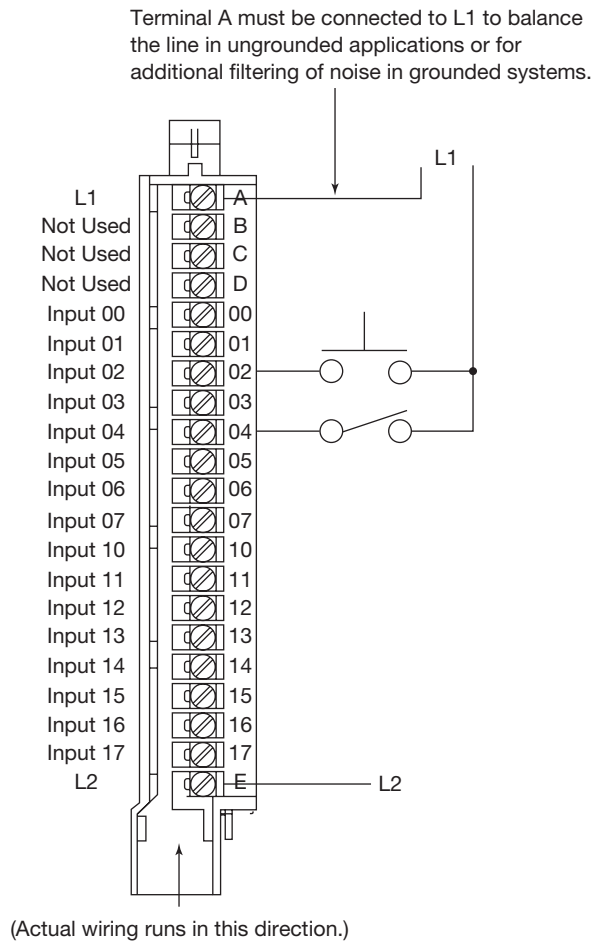 Terminal A must be connected to L1 to balance
the line in ungrounded applications or for
additional filtering of noise in grounded systems.
L1
L1 A
Not Used B
Not Used C
Not Used D
Input 00 00
Input 01 01
Input 02 02
Input 03 03
Input 04 04
Input 05 05
Input 06 06
Input 07 07
Input 10 10
Input 11 11
Input 12 12
Input 13 13
Input 14 14
Input 15 15
Input 16 16
Input 17 17
L2 E L2
(Actual wiring runs in this direction.)